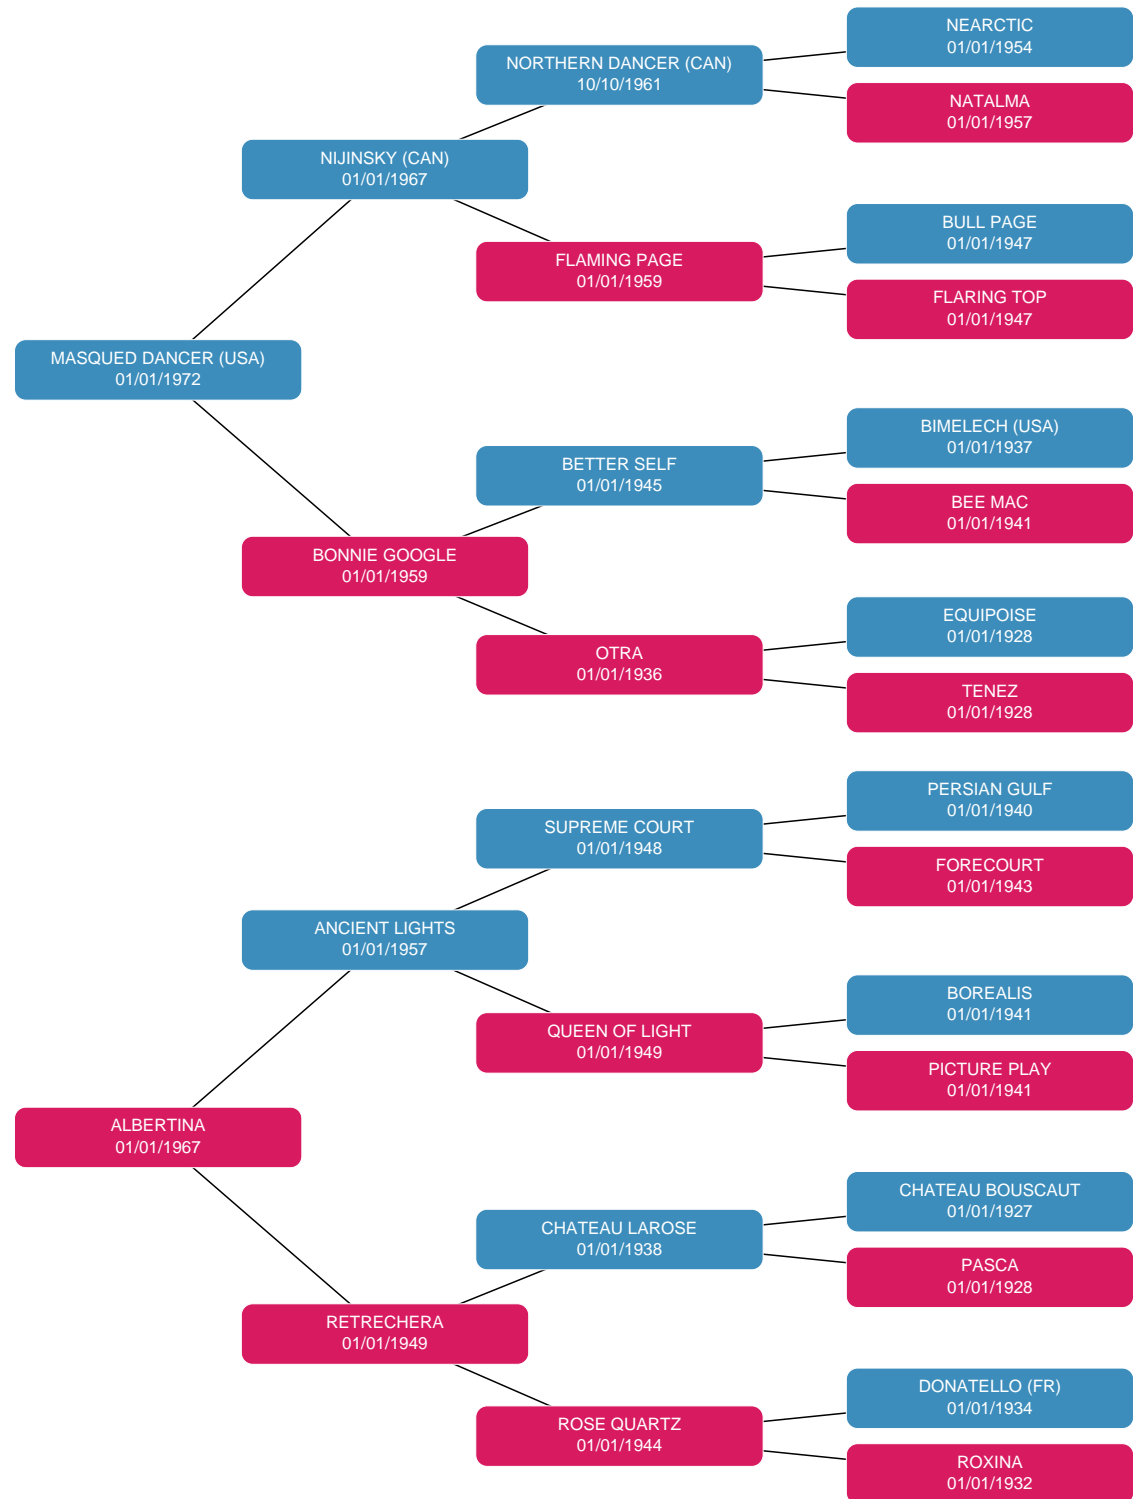 NEARCTIC
01/01/1954
NORTHERN DANCER (CAN)
10/10/1961
NATALMA
01/01/1957
NIJINSKY (CAN)
01/01/1967
BULL PAGE
01/01/1947
FLAMING PAGE
01/01/1959
FLARING TOP
01/01/1947
MASQUED DANCER (USA)
01/01/1972
BIMELECH (USA)
01/01/1937
BETTER SELF
01/01/1945
BEE MAC
01/01/1941
BONNIE GOOGLE
01/01/1959
EQUIPOISE
01/01/1928
OTRA
01/01/1936
TENEZ
01/01/1928
PERSIAN GULF
01/01/1940
SUPREME COURT
01/01/1948
FORECOURT
01/01/1943
ANCIENT LIGHTS
01/01/1957
BOREALIS
01/01/1941
QUEEN OF LIGHT
01/01/1949
PICTURE PLAY
01/01/1941
ALBERTINA
01/01/1967
CHATEAU BOUSCAUT
01/01/1927
CHATEAU LAROSE
01/01/1938
PASCA
01/01/1928
RETRECHERA
01/01/1949
DONATELLO (FR)
01/01/1934
ROSE QUARTZ
01/01/1944
ROXINA
01/01/1932